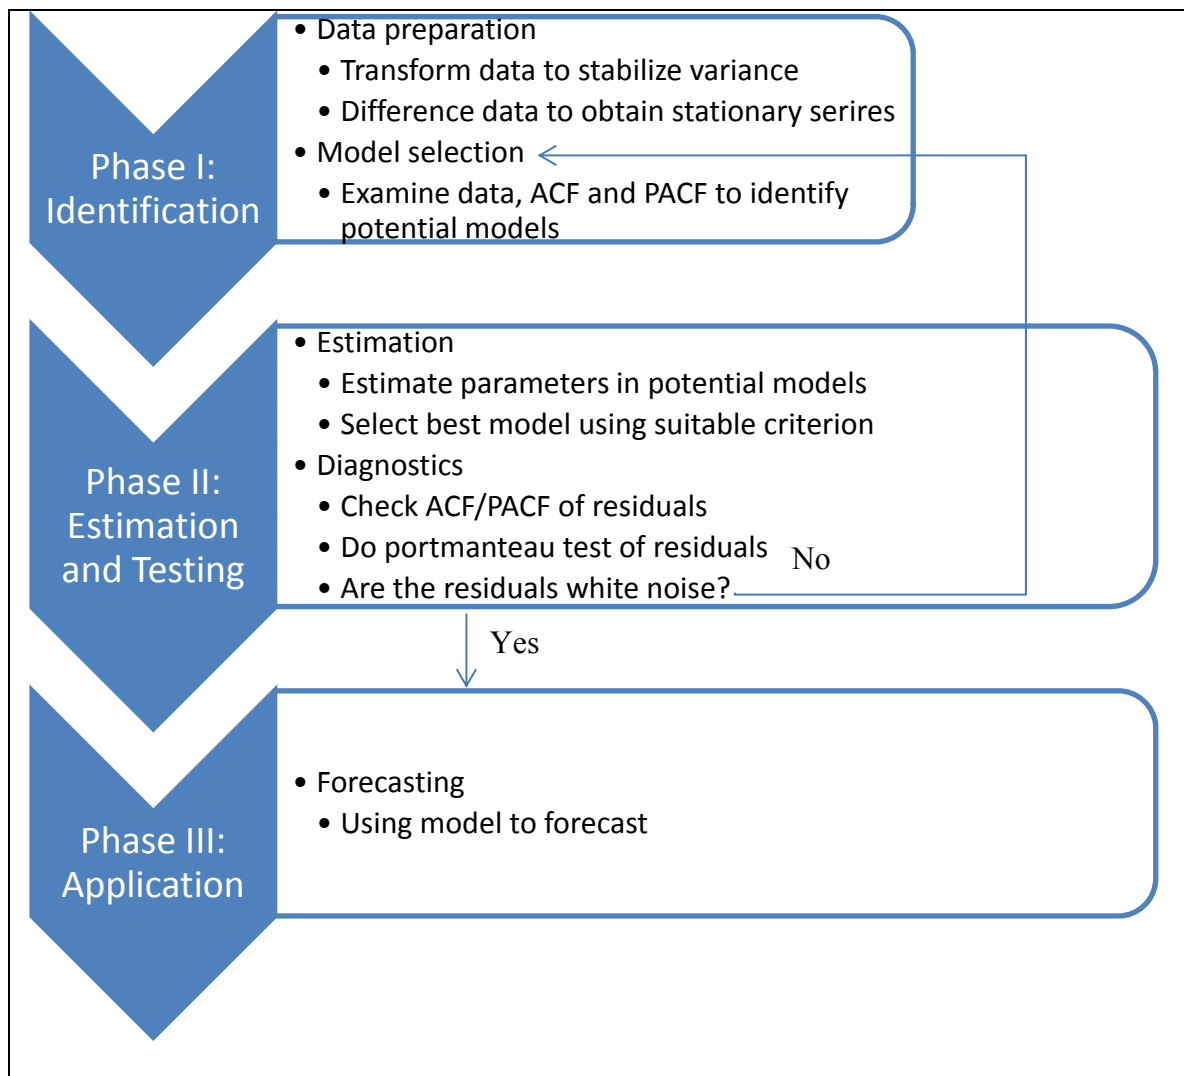 Phase I:
Identification
• Data preparation
• Transform data to stabilize variance
• Difference data to obtain stationary serires
• Model selection
• Examine data, ACF and PACF to identify
potential models
Phase II:
Estimation
and Testing
• Estimation
• Estimate parameters in potential models
• Select best model using suitable criterion
• Diagnostics
• Check ACF/PACF of residuals
• Do portmanteau test of residuals
• Are the residuals white noise?
No
Yes
Phase III:
Application
• Forecasting
• Using model to forecast